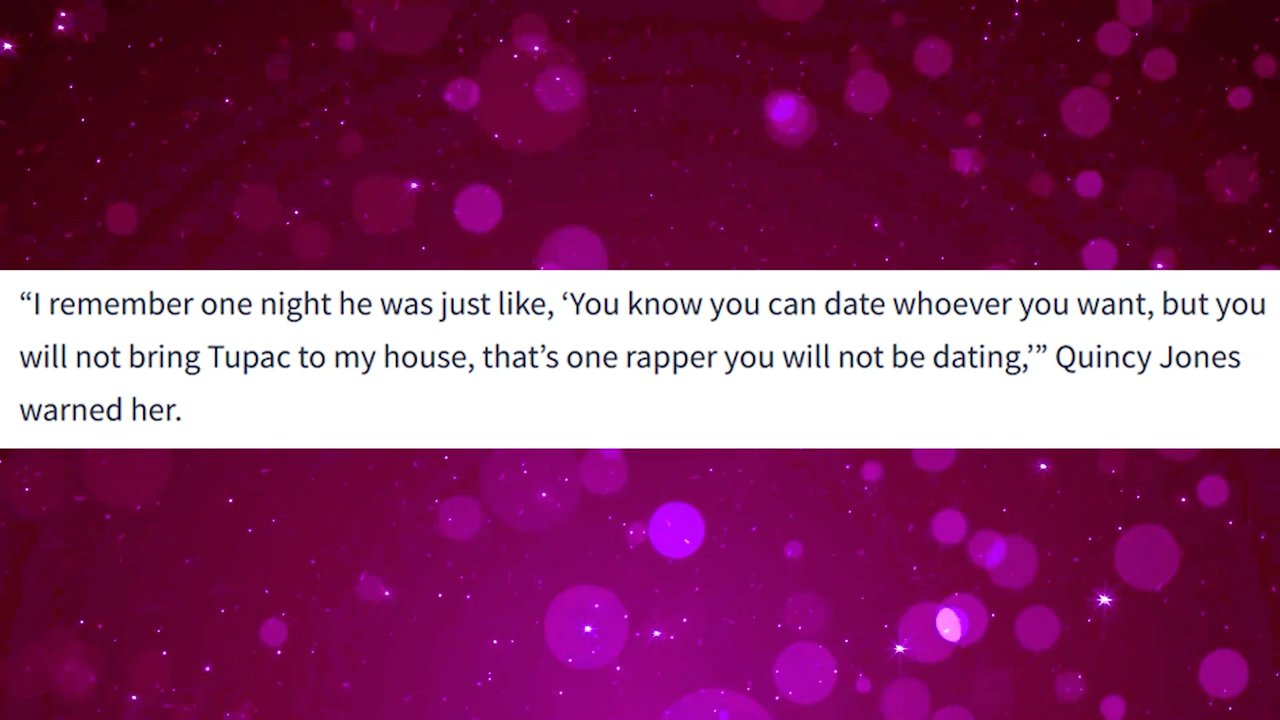 “I remember one night he was just like, ‘You know you can date whoever you want, but you
will not bring Tupac to my house, that’s one rapper you will not be dating,’” Quincy Jones
warned her.